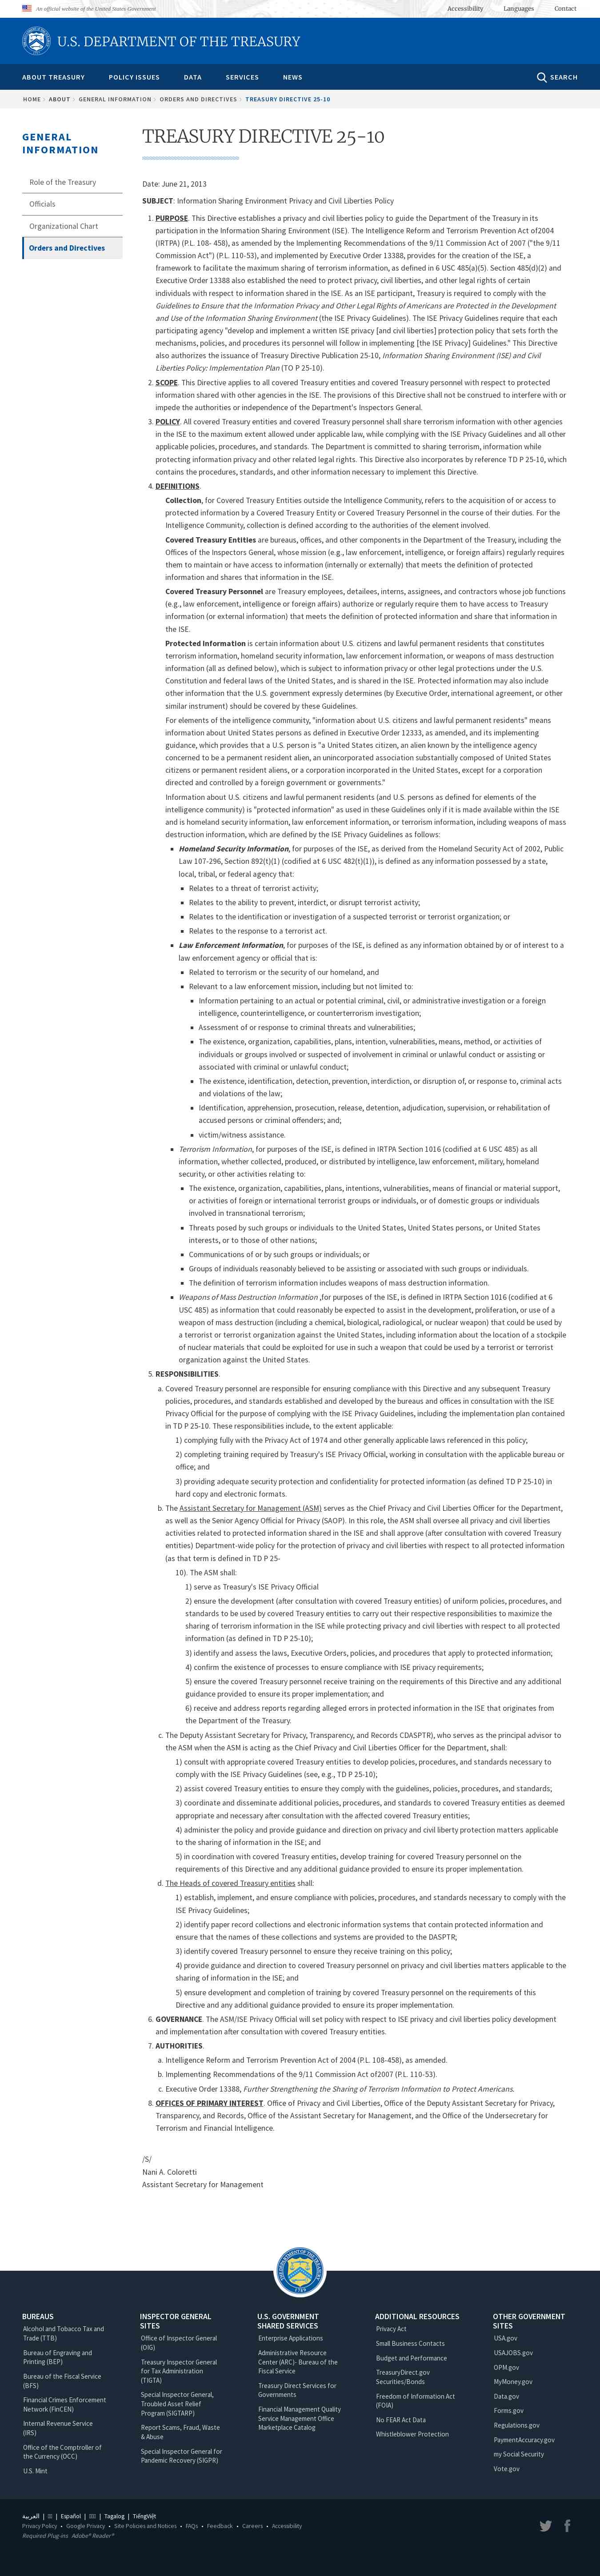 An official website of the United States Government
Accessibility Languages Contact
U.S. DEPARTMENT OF THE TREASURY
ABOUT TREASURY POLICY ISSUES DATA SERVICES NEWS SEARCH
HOME › ABOUT › GENERAL INFORMATION › ORDERS AND DIRECTIVES › TREASURY DIRECTIVE 25-10
GENERAL
INFORMATION
Role of the Treasury
Officials
Organizational Chart
Orders and Directives
TREASURY DIRECTIVE 25-10
Date: June 21, 2013
SUBJECT: Information Sharing Environment Privacy and Civil Liberties Policy
1. PURPOSE. This Directive establishes a privacy and civil liberties policy to guide the Department of the Treasury in its
participation in the Information Sharing Environment (ISE). The Intelligence Reform and Terrorism Prevention Act of2004
(IRTPA) (P.L. 108- 458), as amended by the Implementing Recommendations of the 9/11 Commission Act of 2007 ("the 9/11
Commission Act") (P.L. 110-53), and implemented by Executive Order 13388, provides for the creation of the ISE, a
framework to facilitate the sharing of terrorism information, as defined in 6 USC 485(a)(5). Section 485(d)(2) and
Executive Order 13388 also established the need to protect privacy, civil liberties, and other legal rights of certain
individuals with respect to information shared in the ISE. As an ISE participant, Treasury is required to comply with the
Guidelines to Ensure that the Information Privacy and Other Legal Rights of Americans are Protected in the Development
and Use of the Information Sharing Environment (the ISE Privacy Guidelines). The ISE Privacy Guidelines require that each
participating agency "develop and implement a written ISE privacy [and civil liberties] protection policy that sets forth the
mechanisms, policies, and procedures its personnel will follow in implementing [the ISE Privacy] Guidelines." This Directive
also authorizes the issuance of Treasury Directive Publication 25-10, Information Sharing Environment (ISE) and Civil
Liberties Policy: Implementation Plan (TO P 25-10).
2. SCOPE. This Directive applies to all covered Treasury entities and covered Treasury personnel with respect to protected
information shared with other agencies in the ISE. The provisions of this Directive shall not be construed to interfere with or
impede the authorities or independence of the Department's Inspectors General.
3. POLICY. All covered Treasury entities and covered Treasury personnel shall share terrorism information with other agencies
in the ISE to the maximum extent allowed under applicable law, while complying with the ISE Privacy Guidelines and all other
applicable policies, procedures, and standards. The Department is committed to sharing terrorism, information while
protecting information privacy and other related legal rights. This Directive also incorporates by reference TD P 25-10, which
contains the procedures, standards, and other information necessary to implement this Directive.
4. DEFINITIONS.
Collection, for Covered Treasury Entities outside the Intelligence Community, refers to the acquisition of or access to
protected information by a Covered Treasury Entity or Covered Treasury Personnel in the course of their duties. For the
Intelligence Community, collection is defined according to the authorities of the element involved.
Covered Treasury Entities are bureaus, offices, and other components in the Department of the Treasury, including the
Offices of the Inspectors General, whose mission (e.g., law enforcement, intelligence, or foreign affairs) regularly requires
them to maintain or have access to information (internally or externally) that meets the definition of protected
information and shares that information in the ISE.
Covered Treasury Personnel are Treasury employees, detailees, interns, assignees, and contractors whose job functions
(e.g., law enforcement, intelligence or foreign affairs) authorize or regularly require them to have access to Treasury
information (or external information) that meets the definition of protected information and share that information in
the ISE.
Protected Information is certain information about U.S. citizens and lawful permanent residents that constitutes
terrorism information, homeland security information, law enforcement information, or weapons of mass destruction
information (all as defined below), which is subject to information privacy or other legal protections under the U.S.
Constitution and federal laws of the United States, and is shared in the ISE. Protected information may also include
other information that the U.S. government expressly determines (by Executive Order, international agreement, or other
similar instrument) should be covered by these Guidelines.
For elements of the intelligence community, "information about U.S. citizens and lawful permanent residents" means
information about United States persons as defined in Executive Order 12333, as amended, and its implementing
guidance, which provides that a U.S. person is "a United States citizen, an alien known by the intelligence agency
concerned to be a permanent resident alien, an unincorporated association substantially composed of United States
citizens or permanent resident aliens, or a corporation incorporated in the United States, except for a corporation
directed and controlled by a foreign government or governments."
Information about U.S. citizens and lawful permanent residents (and U.S. persons as defined for elements of the
intelligence community) is "protected information" as used in these Guidelines only if it is made available within the ISE
and is homeland security information, law enforcement information, or terrorism information, including weapons of mass
destruction information, which are defined by the ISE Privacy Guidelines as follows:
▪ Homeland Security Information, for purposes of the ISE, as derived from the Homeland Security Act of 2002, Public
Law 107-296, Section 892(t)(1) (codified at 6 USC 482(t)(1)), is defined as any information possessed by a state,
local, tribal, or federal agency that:
▪ Relates to a threat of terrorist activity;
▪ Relates to the ability to prevent, interdict, or disrupt terrorist activity;
▪ Relates to the identification or investigation of a suspected terrorist or terrorist organization; or
▪ Relates to the response to a terrorist act.
▪ Law Enforcement Information, for purposes of the ISE, is defined as any information obtained by or of interest to a
law enforcement agency or official that is:
▪ Related to terrorism or the security of our homeland, and
▪ Relevant to a law enforcement mission, including but not limited to:
▪ Information pertaining to an actual or potential criminal, civil, or administrative investigation or a foreign
intelligence, counterintelligence, or counterterrorism investigation;
▪ Assessment of or response to criminal threats and vulnerabilities;
▪ The existence, organization, capabilities, plans, intention, vulnerabilities, means, method, or activities of
individuals or groups involved or suspected of involvement in criminal or unlawful conduct or assisting or
associated with criminal or unlawful conduct;
▪ The existence, identification, detection, prevention, interdiction, or disruption of, or response to, criminal acts
and violations of the law;
▪ Identification, apprehension, prosecution, release, detention, adjudication, supervision, or rehabilitation of
accused persons or criminal offenders; and;
▪ victim/witness assistance.
▪ Terrorism Information, for purposes of the ISE, is defined in IRTPA Section 1016 (codified at 6 USC 485) as all
information, whether collected, produced, or distributed by intelligence, law enforcement, military, homeland
security, or other activities relating to:
▪ The existence, organization, capabilities, plans, intentions, vulnerabilities, means of financial or material support,
or activities of foreign or international terrorist groups or individuals, or of domestic groups or individuals
involved in transnational terrorism;
▪ Threats posed by such groups or individuals to the United States, United States persons, or United States
interests, or to those of other nations;
▪ Communications of or by such groups or individuals; or
▪ Groups of individuals reasonably believed to be assisting or associated with such groups or individuals.
▪ The definition of terrorism information includes weapons of mass destruction information.
▪ Weapons of Mass Destruction Information ,for purposes of the ISE, is defined in IRTPA Section 1016 (codified at 6
USC 485) as information that could reasonably be expected to assist in the development, proliferation, or use of a
weapon of mass destruction (including a chemical, biological, radiological, or nuclear weapon) that could be used by
a terrorist or terrorist organization against the United States, including information about the location of a stockpile
of nuclear materials that could be exploited for use in such a weapon that could be used by a terrorist or terrorist
organization against the United States.
5. RESPONSIBILITIES.
a. Covered Treasury personnel are responsible for ensuring compliance with this Directive and any subsequent Treasury
policies, procedures, and standards established and developed by the bureaus and offices in consultation with the ISE
Privacy Official for the purpose of complying with the ISE Privacy Guidelines, including the implementation plan contained
in TD P 25-10. These responsibilities include, to the extent applicable:
1) complying fully with the Privacy Act of 1974 and other generally applicable laws referenced in this policy;
2) completing training required by Treasury's ISE Privacy Official, working in consultation with the applicable bureau or
office; and
3) providing adequate security protection and confidentiality for protected information (as defined TD P 25-10) in
hard copy and electronic formats.
b. The Assistant Secretary for Management (ASM) serves as the Chief Privacy and Civil Liberties Officer for the Department,
as well as the Senior Agency Official for Privacy (SAOP). In this role, the ASM shall oversee all privacy and civil liberties
activities related to protected information shared in the ISE and shall approve (after consultation with covered Treasury
entities) Department-wide policy for the protection of privacy and civil liberties with respect to all protected information
(as that term is defined in TD P 25-
10). The ASM shall:
1) serve as Treasury's ISE Privacy Official
2) ensure the development (after consultation with covered Treasury entities) of uniform policies, procedures, and
standards to be used by covered Treasury entities to carry out their respective responsibilities to maximize the
sharing of terrorism information in the ISE while protecting privacy and civil liberties with respect to all protected
information (as defined in TD P 25-10);
3) identify and assess the laws, Executive Orders, policies, and procedures that apply to protected information;
4) confirm the existence of processes to ensure compliance with ISE privacy requirements;
5) ensure the covered Treasury personnel receive training on the requirements of this Directive and any additional
guidance provided to ensure its proper implementation; and
6) receive and address reports regarding alleged errors in protected information in the ISE that originates from
the Department of the Treasury.
c. The Deputy Assistant Secretary for Privacy, Transparency, and Records CDASPTR), who serves as the principal advisor to
the ASM when the ASM is acting as the Chief Privacy and Civil Liberties Officer for the Department, shall:
1) consult with appropriate covered Treasury entities to develop policies, procedures, and standards necessary to
comply with the ISE Privacy Guidelines (see, e.g., TD P 25-10);
2) assist covered Treasury entities to ensure they comply with the guidelines, policies, procedures, and standards;
3) coordinate and disseminate additional policies, procedures, and standards to covered Treasury entities as deemed
appropriate and necessary after consultation with the affected covered Treasury entities;
4) administer the policy and provide guidance and direction on privacy and civil liberty protection matters applicable
to the sharing of information in the ISE; and
5) in coordination with covered Treasury entities, develop training for covered Treasury personnel on the
requirements of this Directive and any additional guidance provided to ensure its proper implementation.
d. The Heads of covered Treasury entities shall:
1) establish, implement, and ensure compliance with policies, procedures, and standards necessary to comply with the
ISE Privacy Guidelines;
2) identify paper record collections and electronic information systems that contain protected information and
ensure that the names of these collections and systems are provided to the DASPTR;
3) identify covered Treasury personnel to ensure they receive training on this policy;
4) provide guidance and direction to covered Treasury personnel on privacy and civil liberties matters applicable to the
sharing of information in the ISE; and
5) ensure development and completion of training by covered Treasury personnel on the requirements of this
Directive and any additional guidance provided to ensure its proper implementation.
6. GOVERNANCE. The ASM/ISE Privacy Official will set policy with respect to ISE privacy and civil liberties policy development
and implementation after consultation with covered Treasury entities.
7. AUTHORITIES.
a. Intelligence Reform and Terrorism Prevention Act of 2004 (P.L. 108-458), as amended.
b. Implementing Recommendations of the 9/11 Commission Act of2007 (P.L. 110-53).
c. Executive Order 13388, Further Strengthening the Sharing of Terrorism Information to Protect Americans.
8. OFFICES OF PRIMARY INTEREST. Office of Privacy and Civil Liberties, Office of the Deputy Assistant Secretary for Privacy,
Transparency, and Records, Office of the Assistant Secretary for Management, and the Office of the Undersecretary for
Terrorism and Financial Intelligence.
/S/
Nani A. Coloretti
Assistant Secretary for Management
BUREAUS
Alcohol and Tobacco Tax and
Trade (TTB)
Bureau of Engraving and
Printing (BEP)
Bureau of the Fiscal Service
(BFS)
Financial Crimes Enforcement
Network (FinCEN)
Internal Revenue Service
(IRS)
Office of the Comptroller of
the Currency (OCC)
U.S. Mint
INSPECTOR GENERAL
SITES
Office of Inspector General
(OIG)
Treasury Inspector General
for Tax Administration
(TIGTA)
Special Inspector General,
Troubled Asset Relief
Program (SIGTARP)
Report Scams, Fraud, Waste
& Abuse
Special Inspector General for
Pandemic Recovery (SIGPR)
U.S. GOVERNMENT
SHARED SERVICES
Enterprise Applications
Administrative Resource
Center (ARC)- Bureau of the
Fiscal Service
Treasury Direct Services for
Governments
Financial Management Quality
Service Management Office
Marketplace Catalog
ADDITIONAL RESOURCES
Privacy Act
Small Business Contacts
Budget and Performance
TreasuryDirect.gov
Securities/Bonds
Freedom of Information Act
(FOIA)
No FEAR Act Data
Whistleblower Protection
OTHER GOVERNMENT
SITES
USA.gov
USAJOBS.gov
OPM.gov
MyMoney.gov
Data.gov
Forms.gov
Regulations.gov
PaymentAccuracy.gov
my Social Security
Vote.gov
العربية | | Español | | Tagalog | TiếngViệt
Privacy Policy • Google Privacy • Site Policies and Notices • FAQs • Feedback • Careers • Accessibility
Required Plug-ins Adobe® Reader®